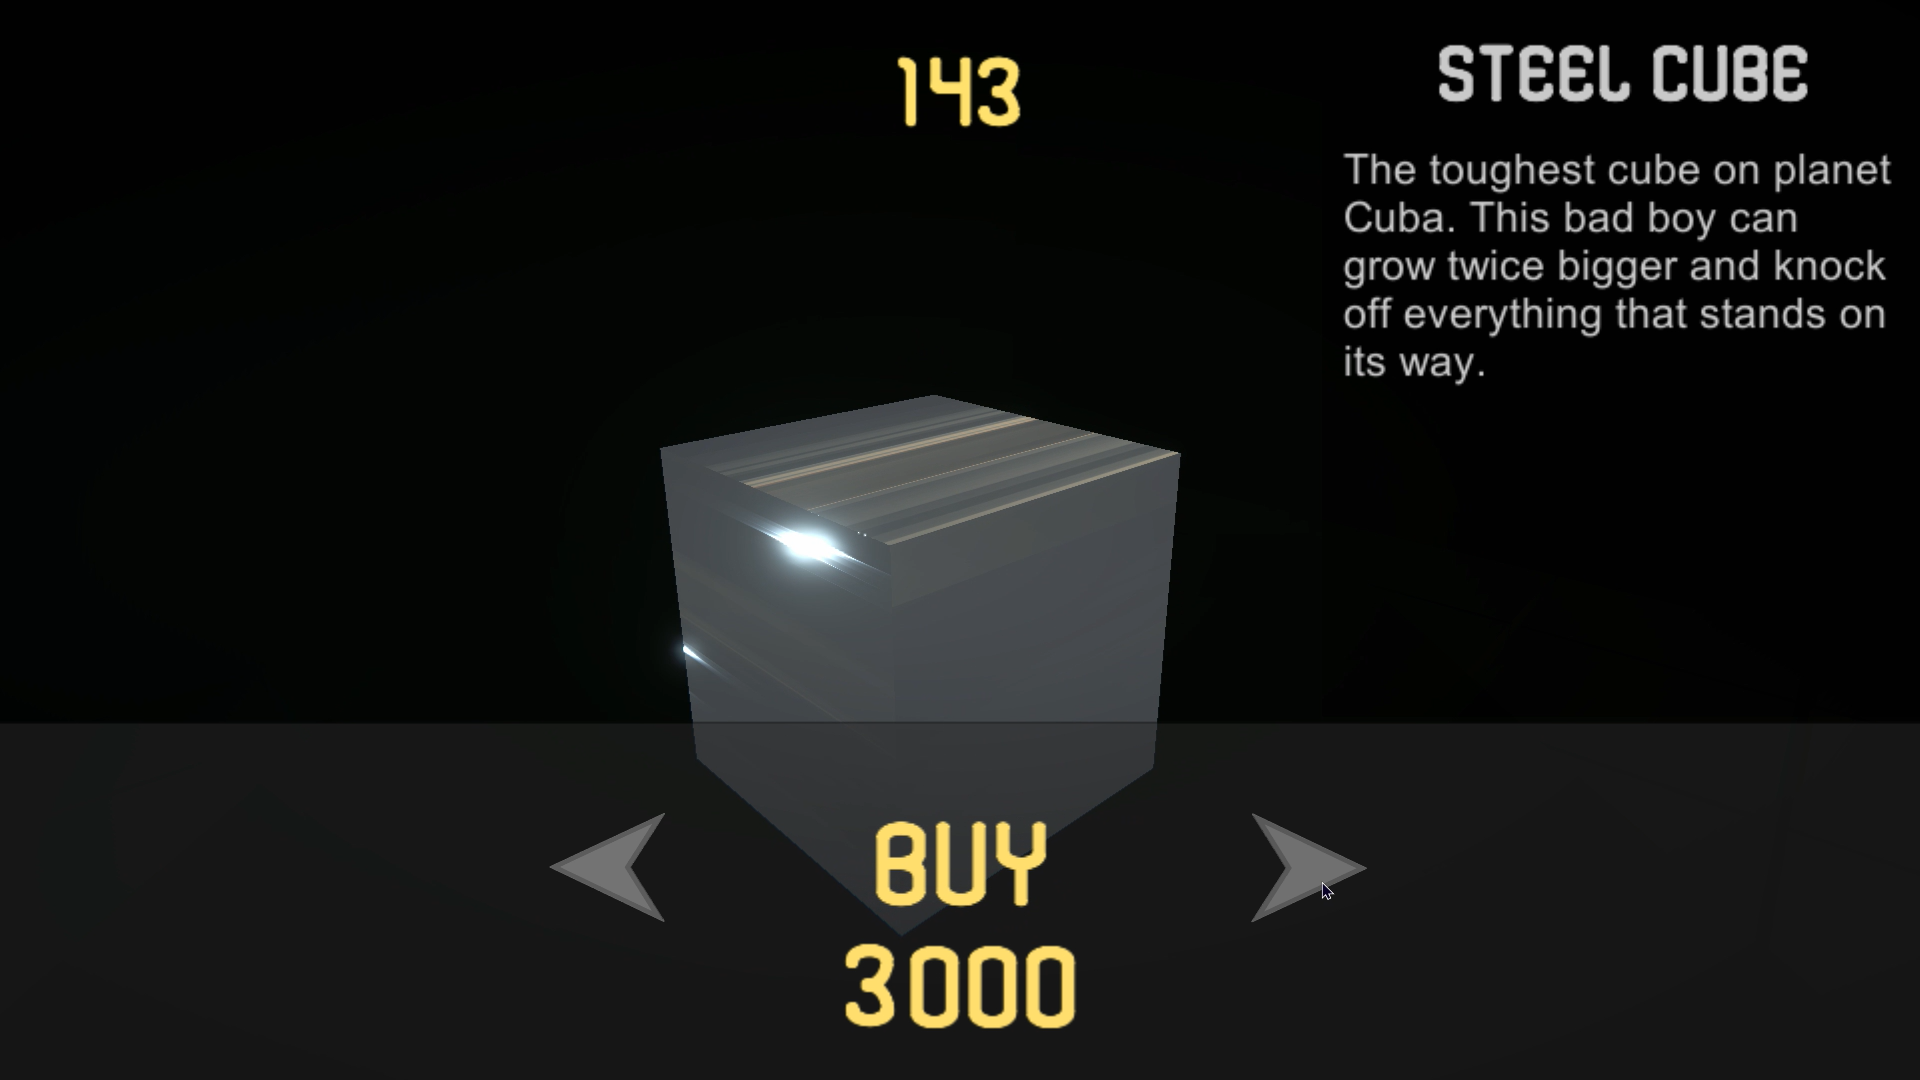 143
STEEL CUBE
The toughest cube on planet
Cuba. This bad boy can
grow twice bigger and knock
off everything that stands on
its way.
BUY
3000